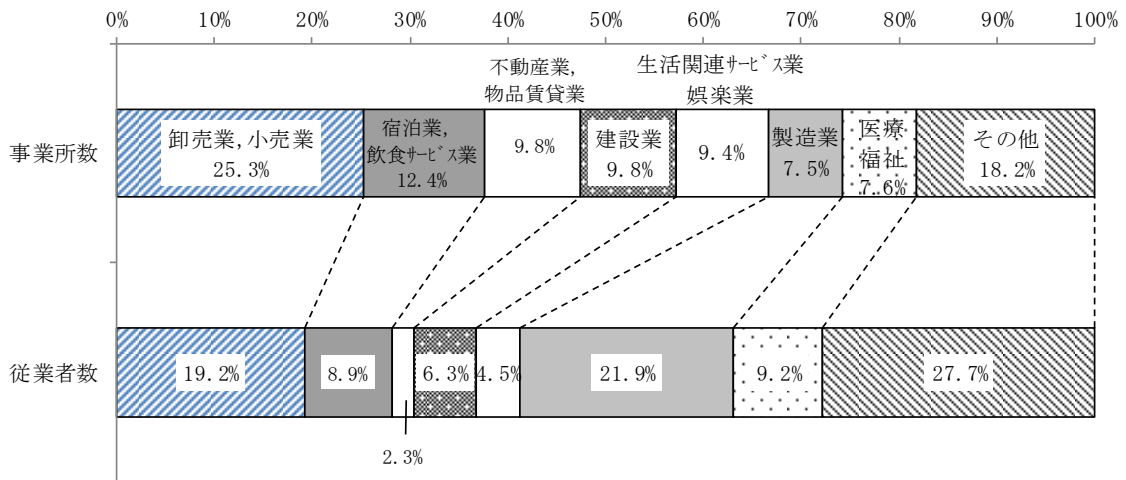 0% 10% 20% 30% 40% 50% 60% 70% 80% 90% 100%
不動産業,
物品賃貸業
生活関連サービス業
娯楽業
事業所数
卸売業,小売業
25.3%
宿泊業,
飲食サービス業
12.4%
9.8%
建設業
9.8%
9.4%
製造業
7.5%
医療
福祉
7.6%
その他
18.2%
従業者数
19.2%
8.9%
2.3%
6.3%
4.5%
21.9%
9.2%
27.7%